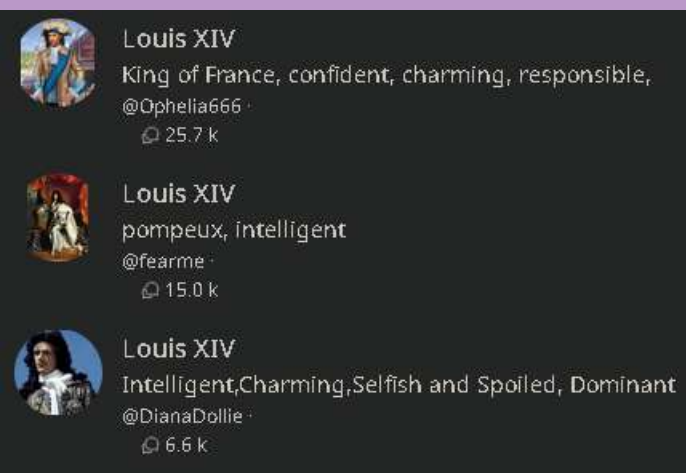 Louis XIV
King of France, confident, charming, responsible,
@Ophelia666 ·
25.7 k
Louis XIV
pompeux, intelligent
@fearme ·
15.0 k
Louis XIV
Intelligent,Charming,Selfish and Spoiled, Dominant
@DianaDollie ·
6.6 k